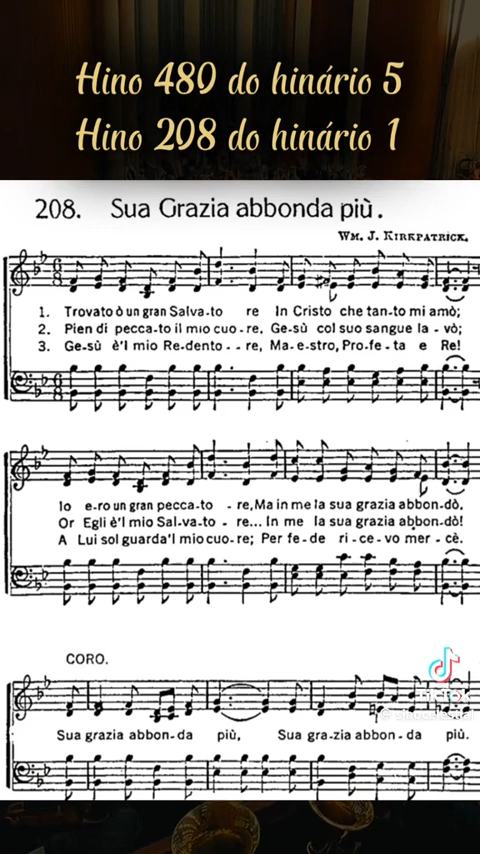 Hino 480 do hinário 5
Hino 208 do hinário 1
208. Sua Grazia abbonda più.
WM. J. KIRKPATRICK.
1. Trovato ò un gran Salva-to re In Cristo che tan-to mi amò;
2. Pien di pecca-to il mio cuo-re, Ge-sù col suo sangue la-vò;
3. Ge-sù è'l mio Re-dento--re, Ma-e-stro, Pro-fe-ta e Re!
Io e-ro un gran pecca-to - re, Ma in me la sua grazia abbon-dò,
Or Egli è'l mio Sal-va-to - re... In me la sua grazia abbon-dò!
A Lui sol guarda'l mio cuo-re; Per fe-de ri-ce-vo mer-cè.
CORO.
Sua grazia abbon-da più, Sua gra-zia abbon-da più.
TikTok